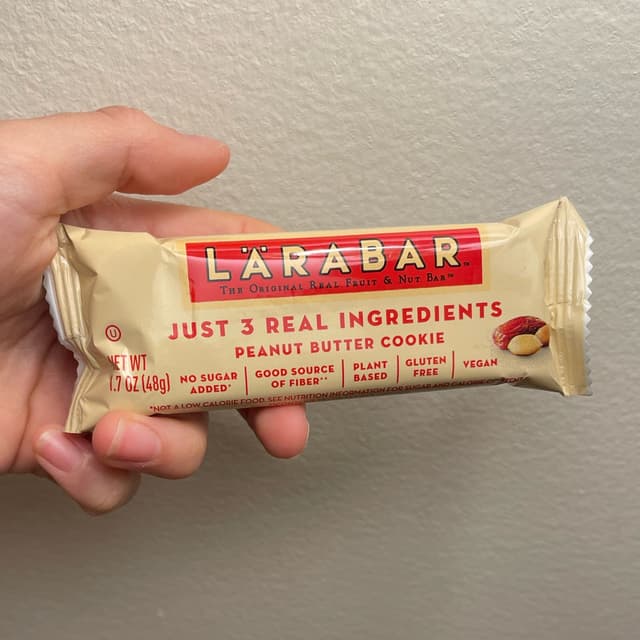 LÄRABAR™
THE ORIGINAL REAL FRUIT & NUT BAR™
JUST 3 REAL INGREDIENTS
PEANUT BUTTER COOKIE
U
NET WT
1.7 OZ (48g)
NO SUGAR
ADDED*
GOOD SOURCE
OF FIBER**
PLANT
BASED
GLUTEN
FREE
VEGAN
*NOT A LOW CALORIE FOOD. SEE NUTRITION INFORMATION FOR SUGAR AND CALORIE